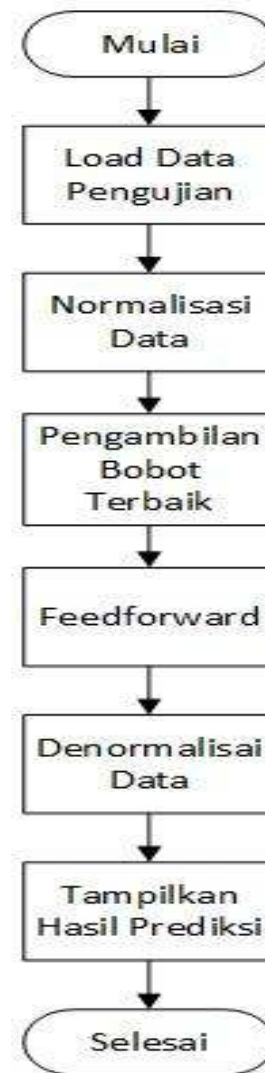 Mulai
Load Data
Pengujian
Normalisasi
Data
Pengambilan
Bobot
Terbaik
Feedforward
Denormalisai
Data
Tampilkan
Hasil Prediksi
Selesai